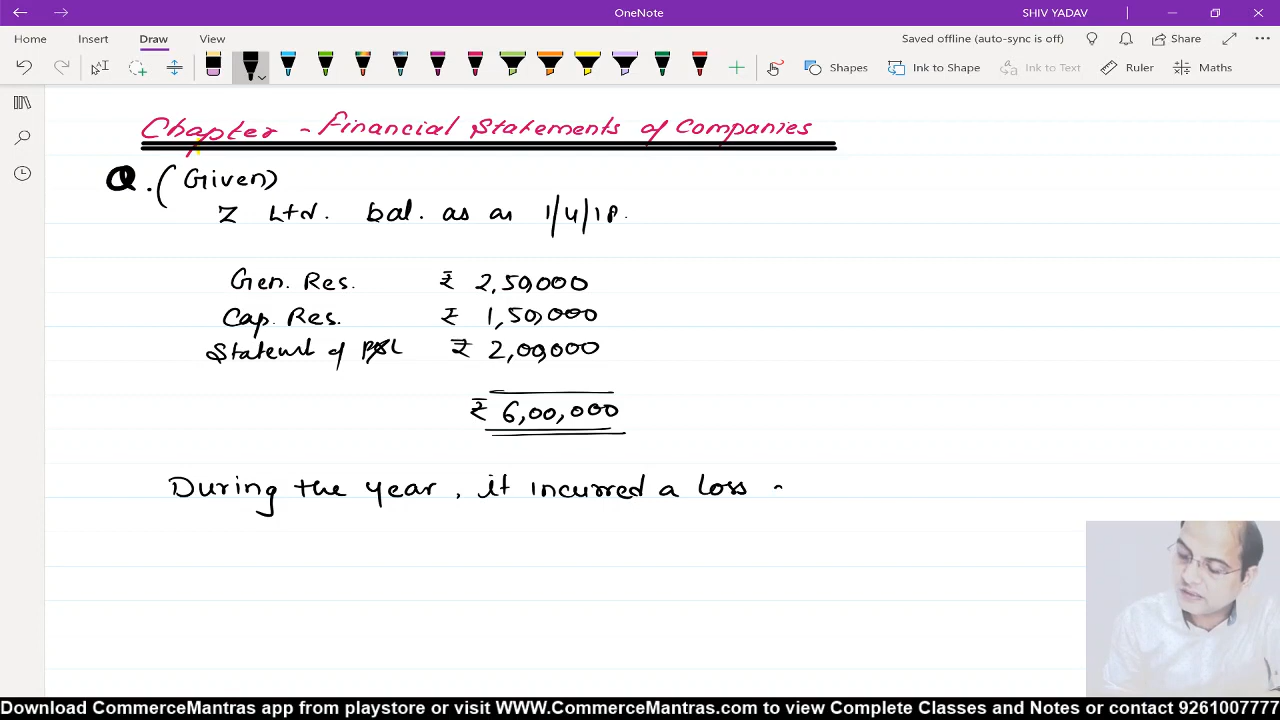 OneNote
SHIV YADAV
Home Insert Draw View
Saved offline (auto-sync is off)
Share
Shapes
Ink to Shape
Ink to Text
Ruler
Maths
Chapter - Financial Statements of Companies
Q. (Given)
Z Ltd. bal. as on 1/4/18.
Gen. Res. ₹ 2,50,000
Cap. Res. ₹ 1,50,000
Statement of P&L ₹ 2,00,000
₹ 6,00,000
During the year, it incurred a loss
Download CommerceMantras app from playstore or visit WWW.CommerceMantras.com to view Complete Classes and Notes or contact 9261007777